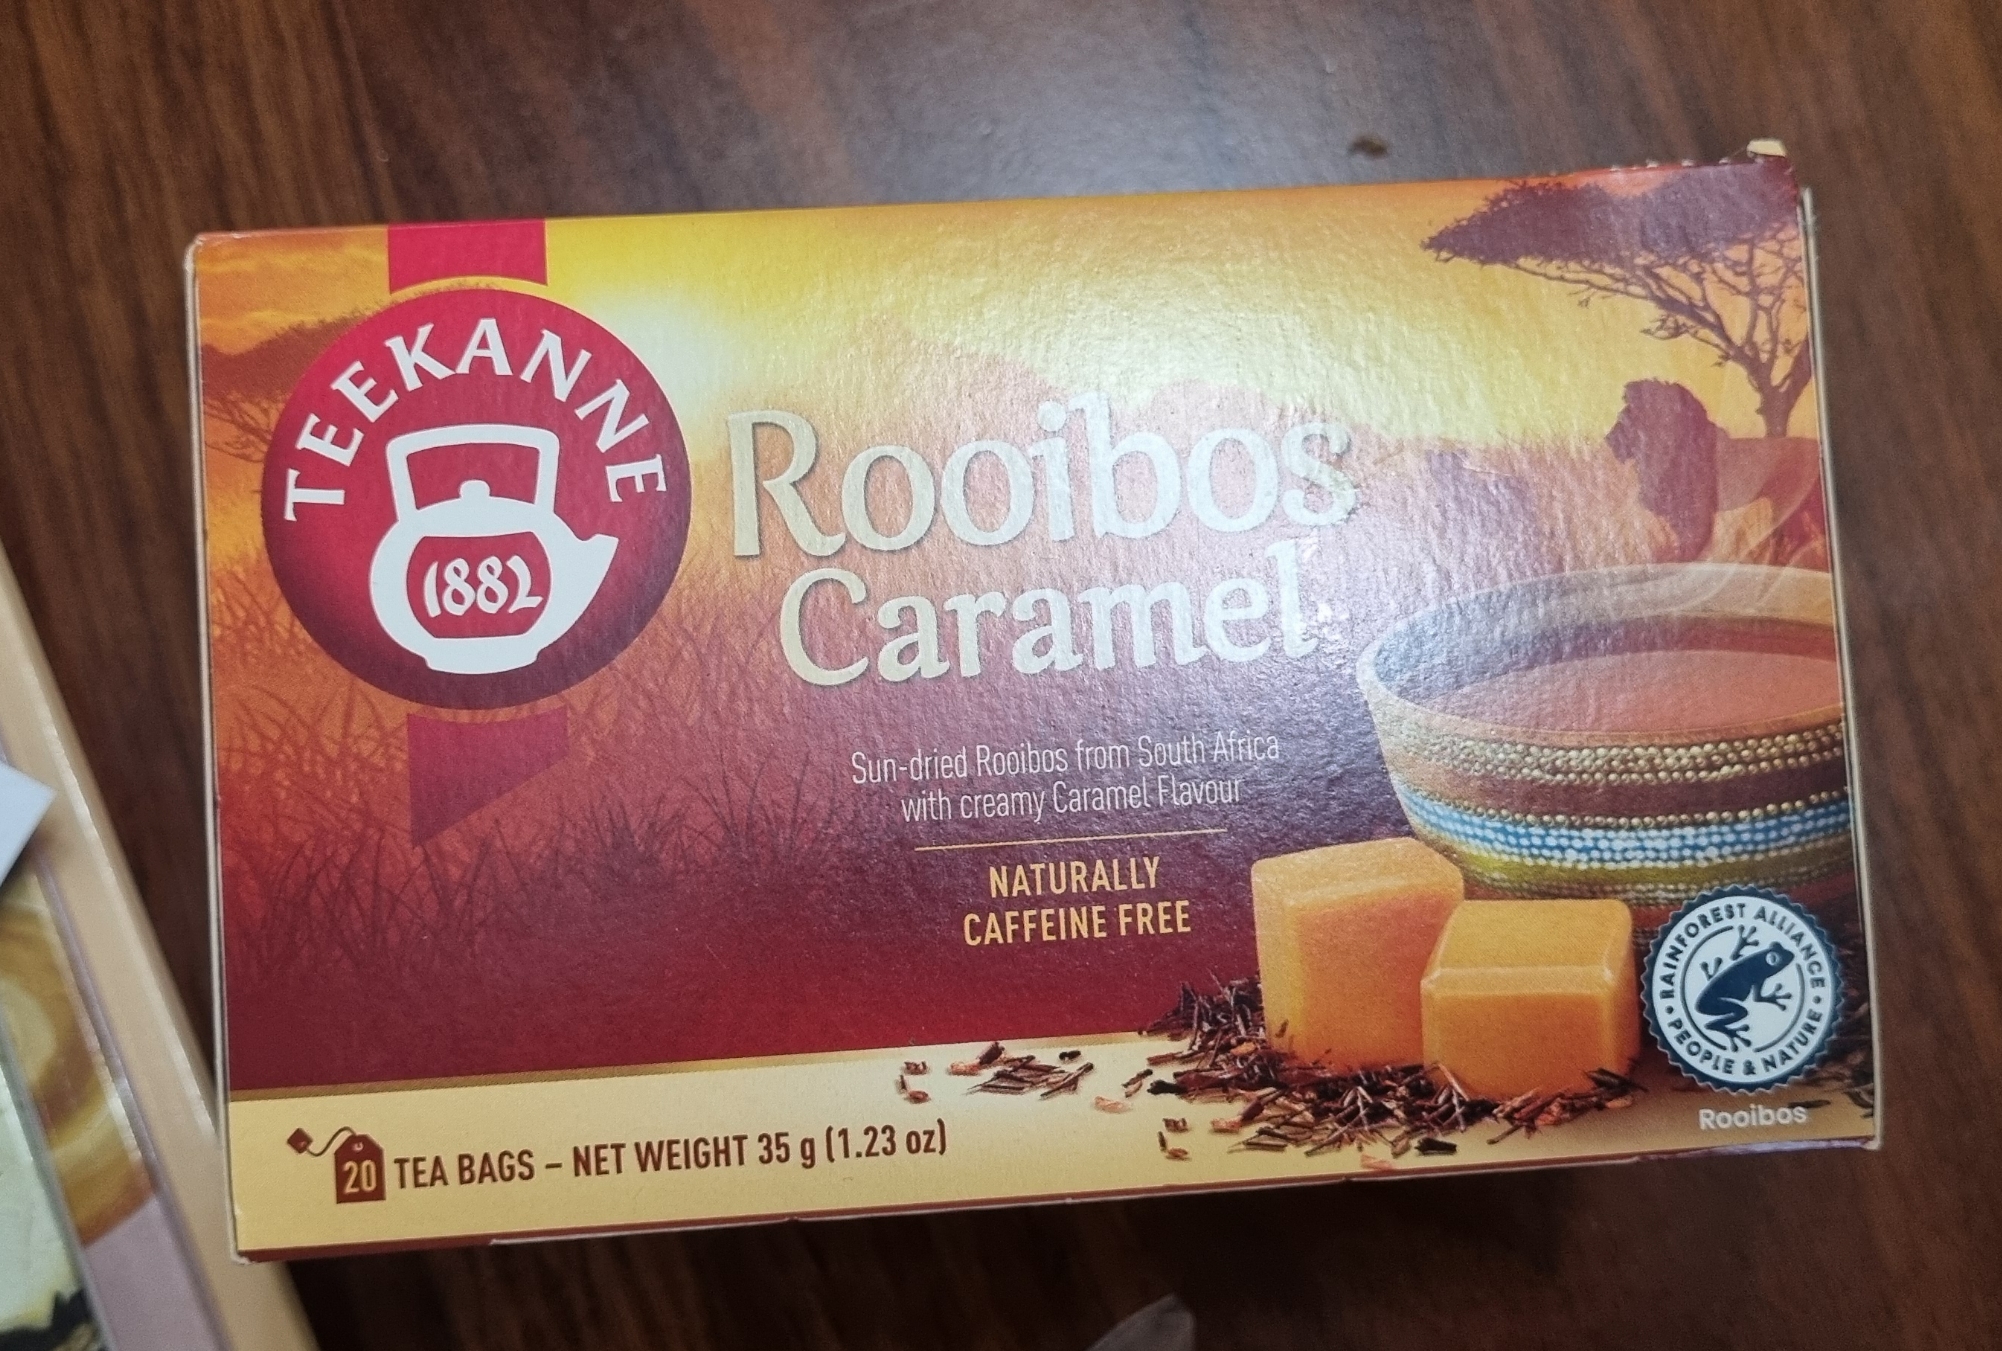 TEEKANNE
1882
Rooibos
Caramel
Sun-dried Rooibos from South Africa
with creamy Caramel Flavour
NATURALLY
CAFFEINE FREE
20 TEA BAGS – NET WEIGHT 35 g (1.23 oz)
RAINFOREST ALLIANCE
• PEOPLE & NATURE •
Rooibos